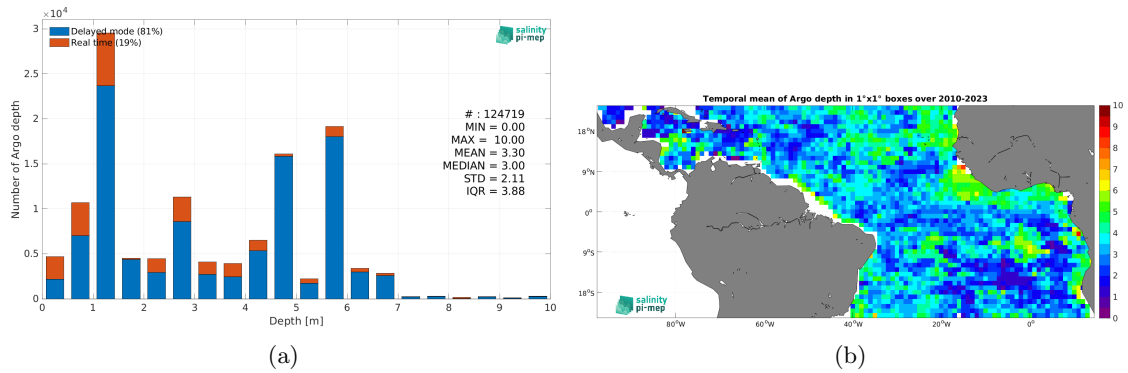 ×10⁴
Delayed mode (81%)
Real time (19%)
salinity
pi-mep
3
2.5
2
1.5
1
0.5
0
Number of Argo depth
# : 124719
MIN = 0.00
MAX = 10.00
MEAN = 3.30
MEDIAN = 3.00
STD = 2.11
IQR = 3.88
0 1 2 3 4 5 6 7 8 9 10
Depth [m]
(a)
Temporal mean of Argo depth in 1°x1° boxes over 2010-2023
18°N
9°N
0°
9°S
18°S
80°W 60°W 40°W 20°W 0°
salinity
pi-mep
10
9
8
7
6
5
4
3
2
1
0
(b)